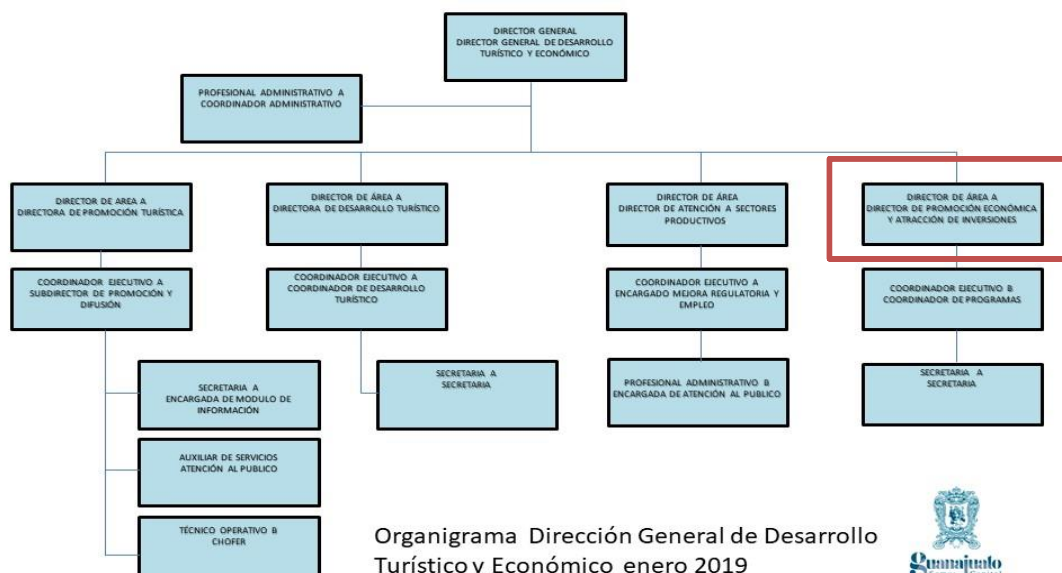 DIRECTOR GENERAL
DIRECTOR GENERAL DE DESARROLLO
TURÍSTICO Y ECONÓMICO
PROFESIONAL ADMINISTRATIVO A
COORDINADOR ADMINISTRATIVO
DIRECTOR DE AREA A
DIRECTORA DE PROMOCIÓN TURÍSTICA
DIRECTOR DE ÁREA A
DIRECTORA DE DESARROLLO TURÍSTICO
DIRECTOR DE ÁREA
DIRECTOR DE ATENCIÓN A SECTORES
PRODUCTIVOS
DIRECTOR DE ÁREA A
DIRECTOR DE PROMOCIÓN ECONÓMICA
Y ATRACCIÓN DE INVERSIONES
COORDINADOR EJECUTIVO A
SUBDIRECTOR DE PROMOCIÓN Y
DIFUSIÓN
COORDINADOR EJECUTIVO A
COORDINADOR DE DESARROLLO
TURÍSTICO
COORDINADOR EJECUTIVO A
ENCARGADO MEJORA REGULATORIA Y
EMPLEO
COORDINADOR EJECUTIVO B
COORDINADOR DE PROGRAMAS
SECRETARIA A
ENCARGADA DE MODULO DE
INFORMACIÓN
SECRETARIA A
SECRETARIA
PROFESIONAL ADMINISTRATIVO B
ENCARGADA DE ATENCIÓN AL PUBLICO
SECRETARIA A
SECRETARIA
AUXILIAR DE SERVICIOS
ATENCIÓN AL PUBLICO
TÉCNICO OPERATIVO B
CHOFER
Organigrama Dirección General de Desarrollo
Turístico y Económico enero 2019
Guanajuato